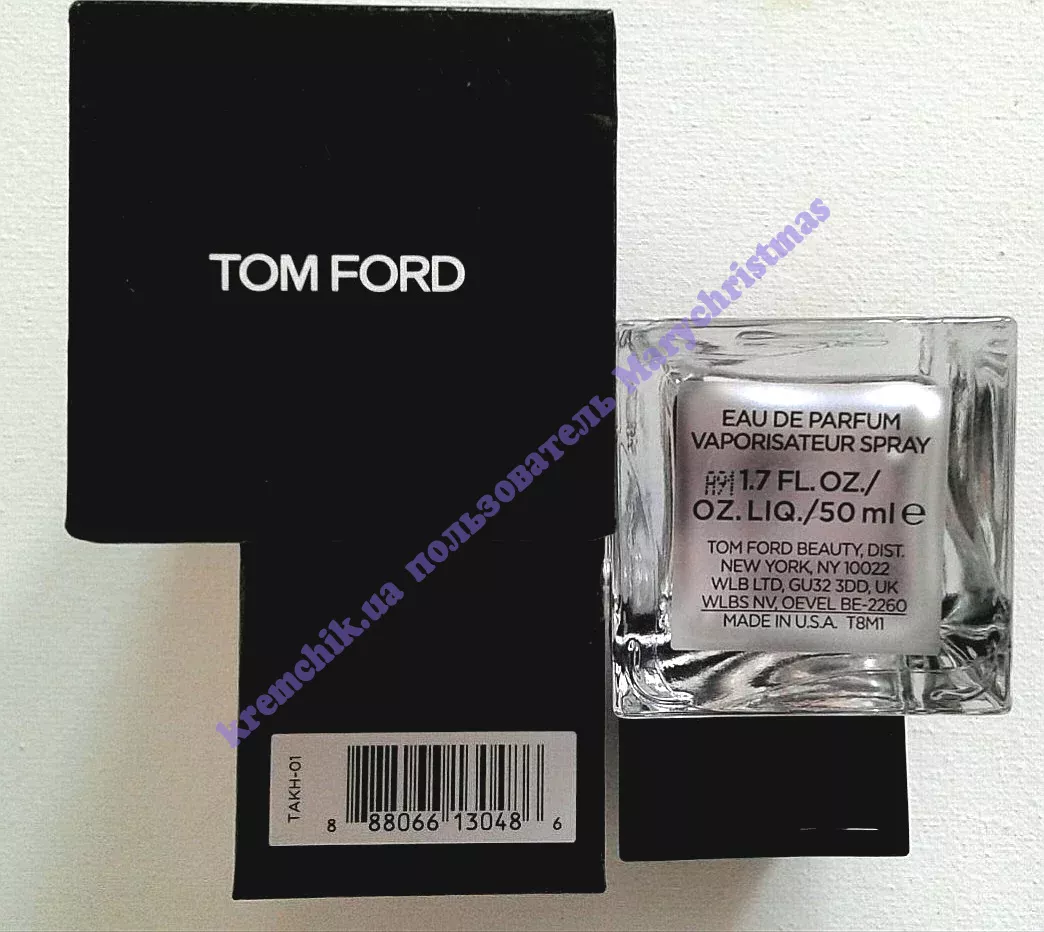 TOM FORD
EAU DE PARFUM
VAPORISATEUR SPRAY
A91 1.7 FL. OZ./
OZ. LIQ./50 ml e
TOM FORD BEAUTY, DIST.
NEW YORK, NY 10022
WLB LTD, GU32 3DD, UK
WLBS NV, OEVEL BE-2260
MADE IN U.S.A. T8M1
TAKH-01
8 88066 13048 6
kremchik.ua пользователь Marychristmas